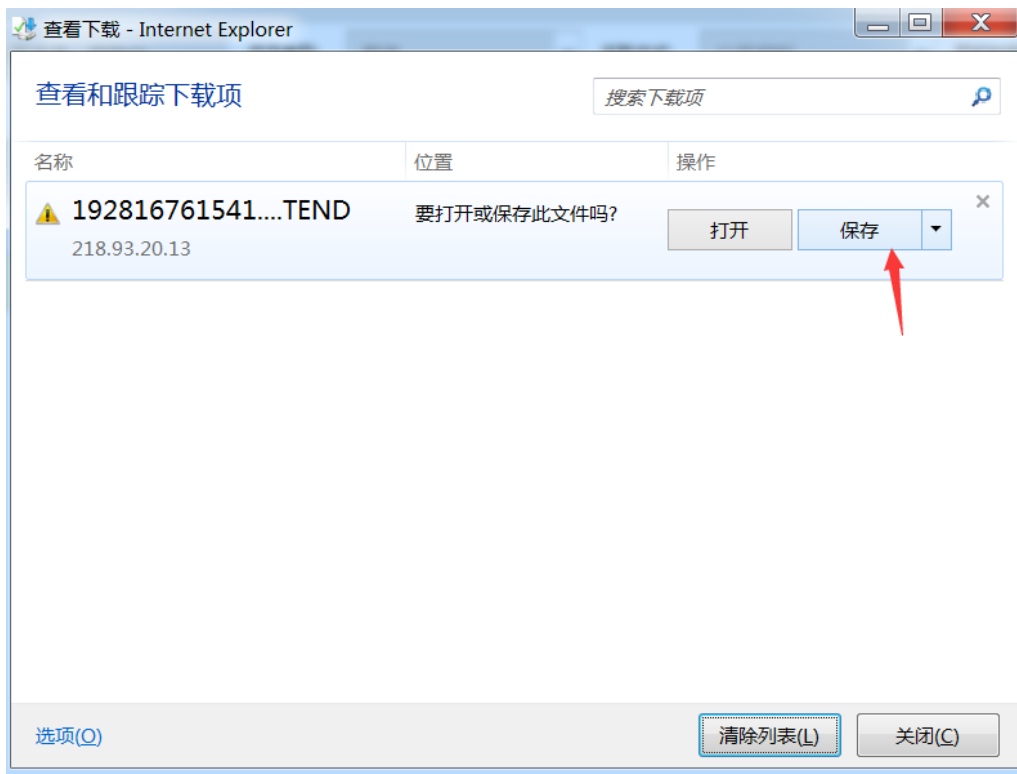 查看下载 - Internet Explorer
查看和跟踪下载项
搜索下载项
名称 位置 操作
192816761541....TEND 要打开或保存此文件吗? 打开 保存
218.93.20.13
选项(O) 清除列表(L) 关闭(C)